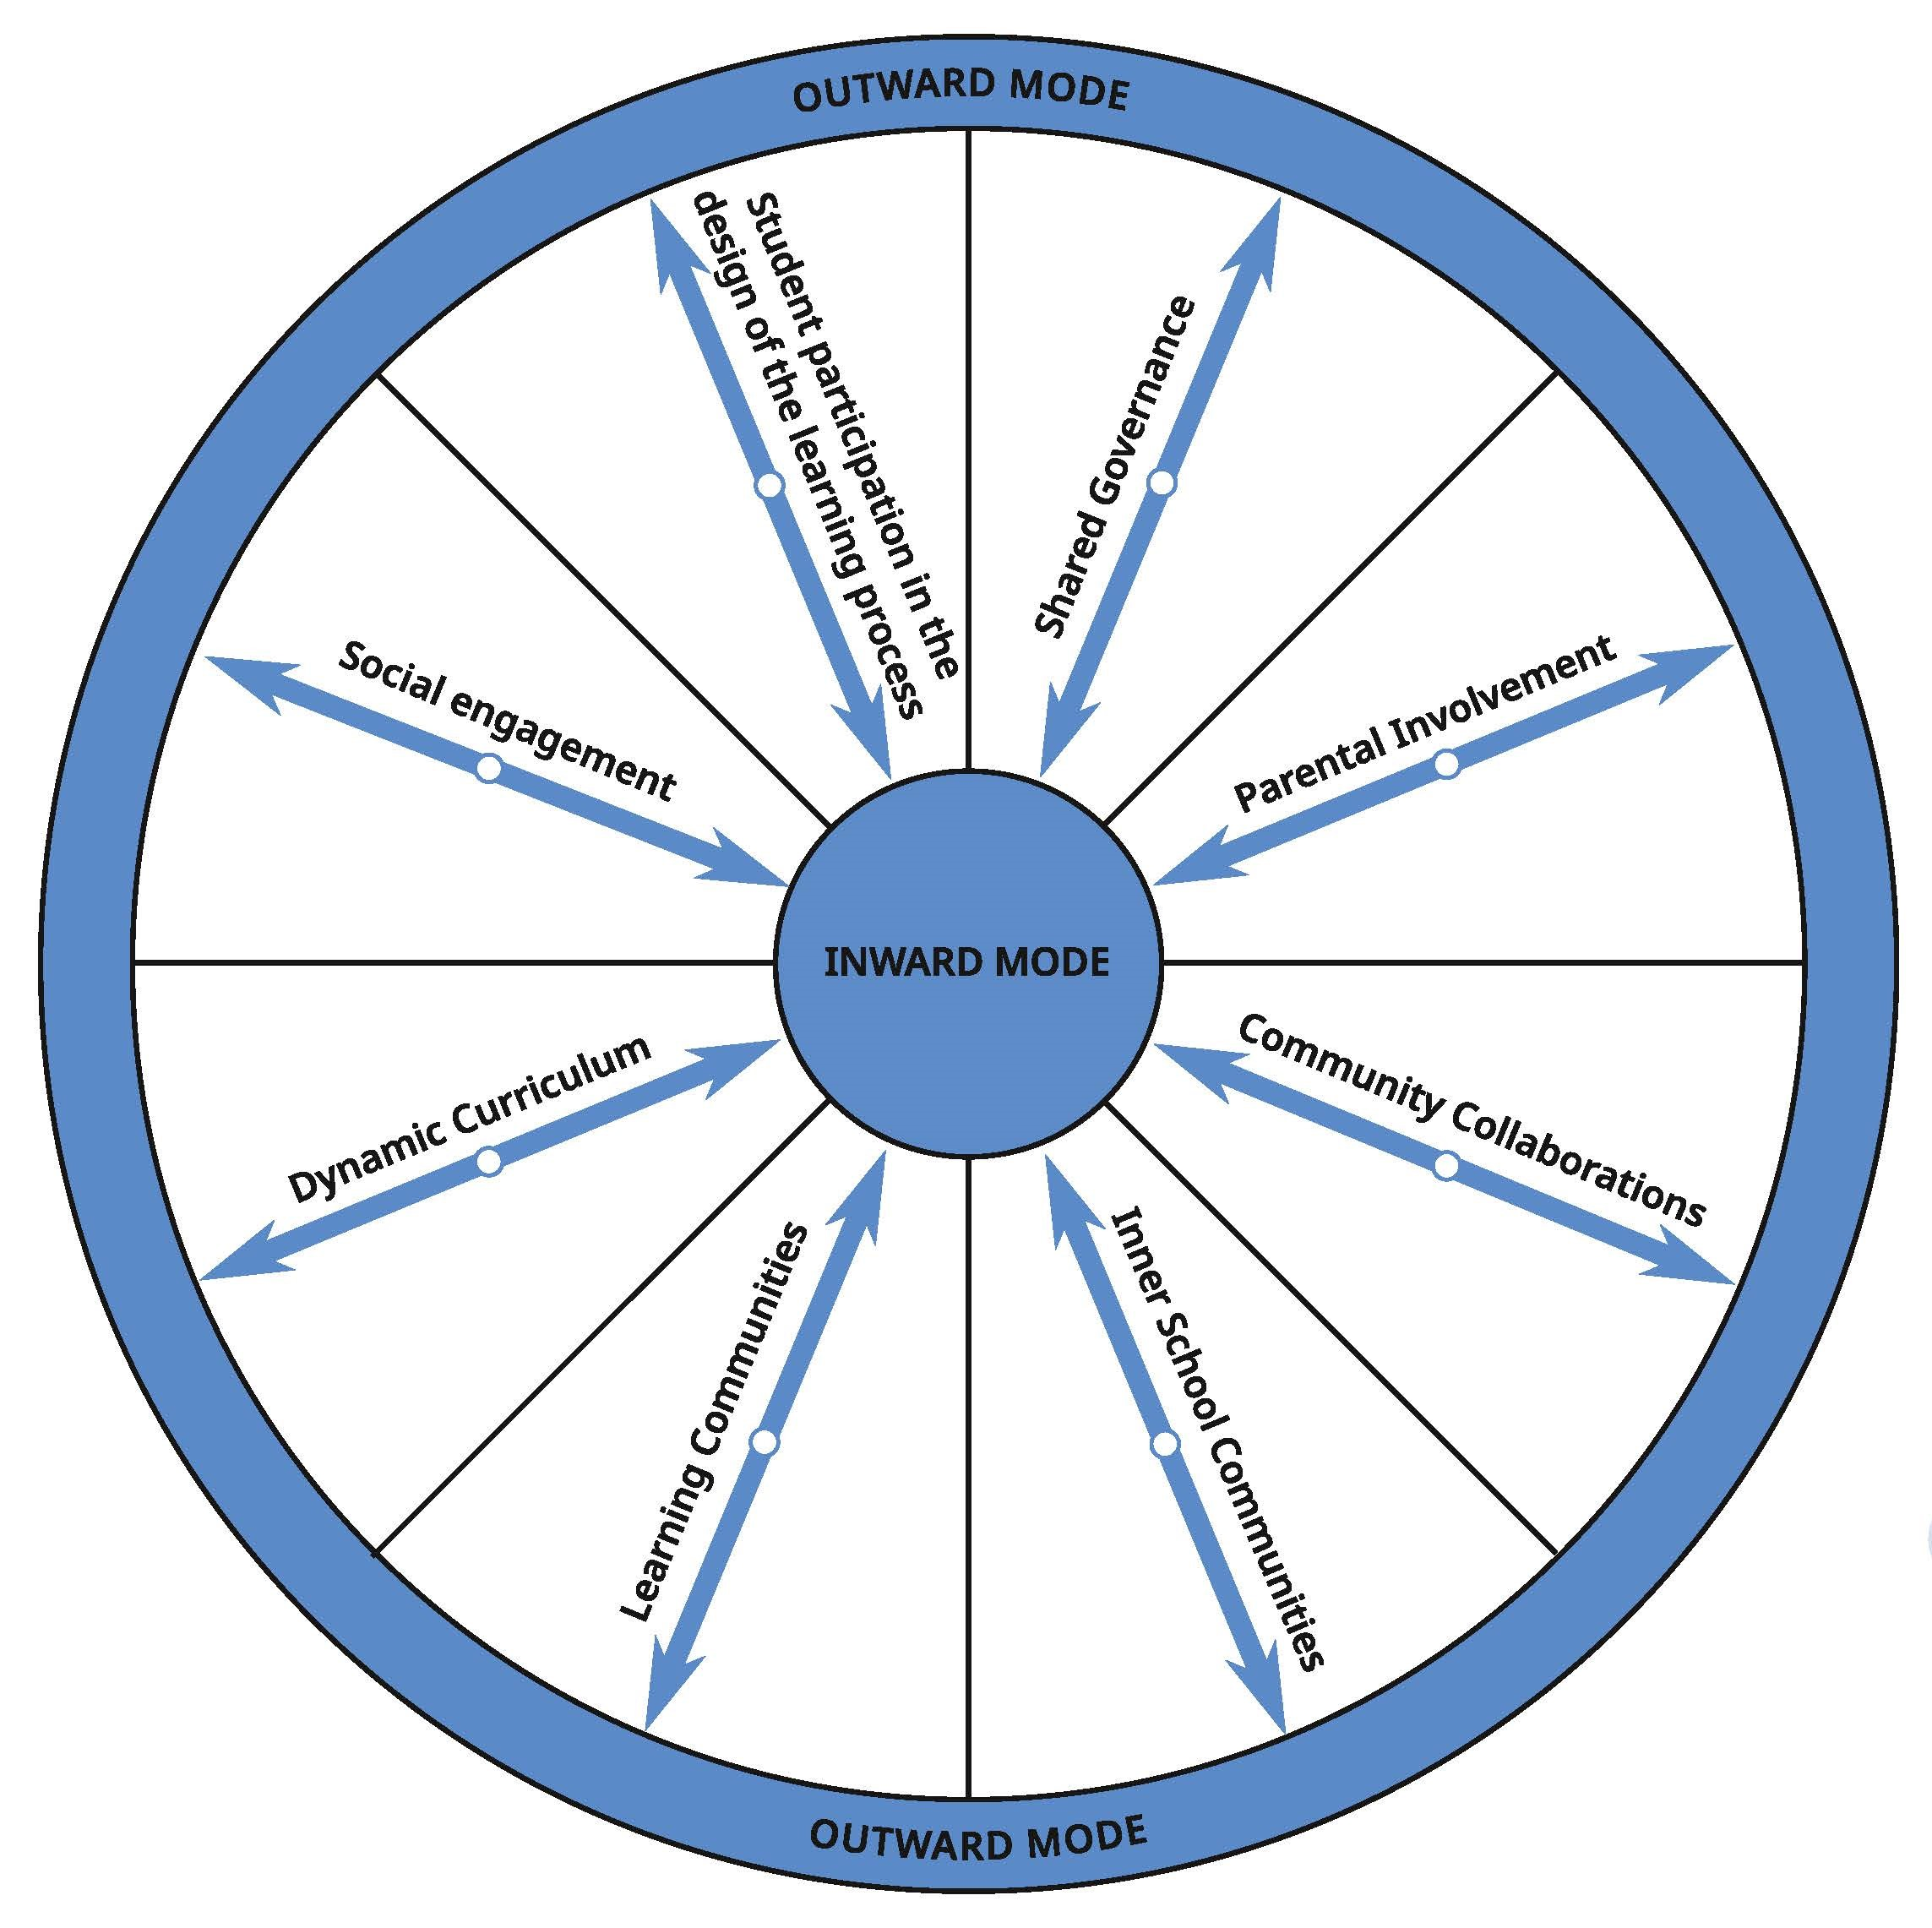 OUTWARD MODE
Student participation in the
design of the learning process
Shared Governance
Parental Involvement
Social engagement
INWARD MODE
Community Collaborations
Dynamic Curriculum
Inner School Communities
Learning Communities
OUTWARD MODE